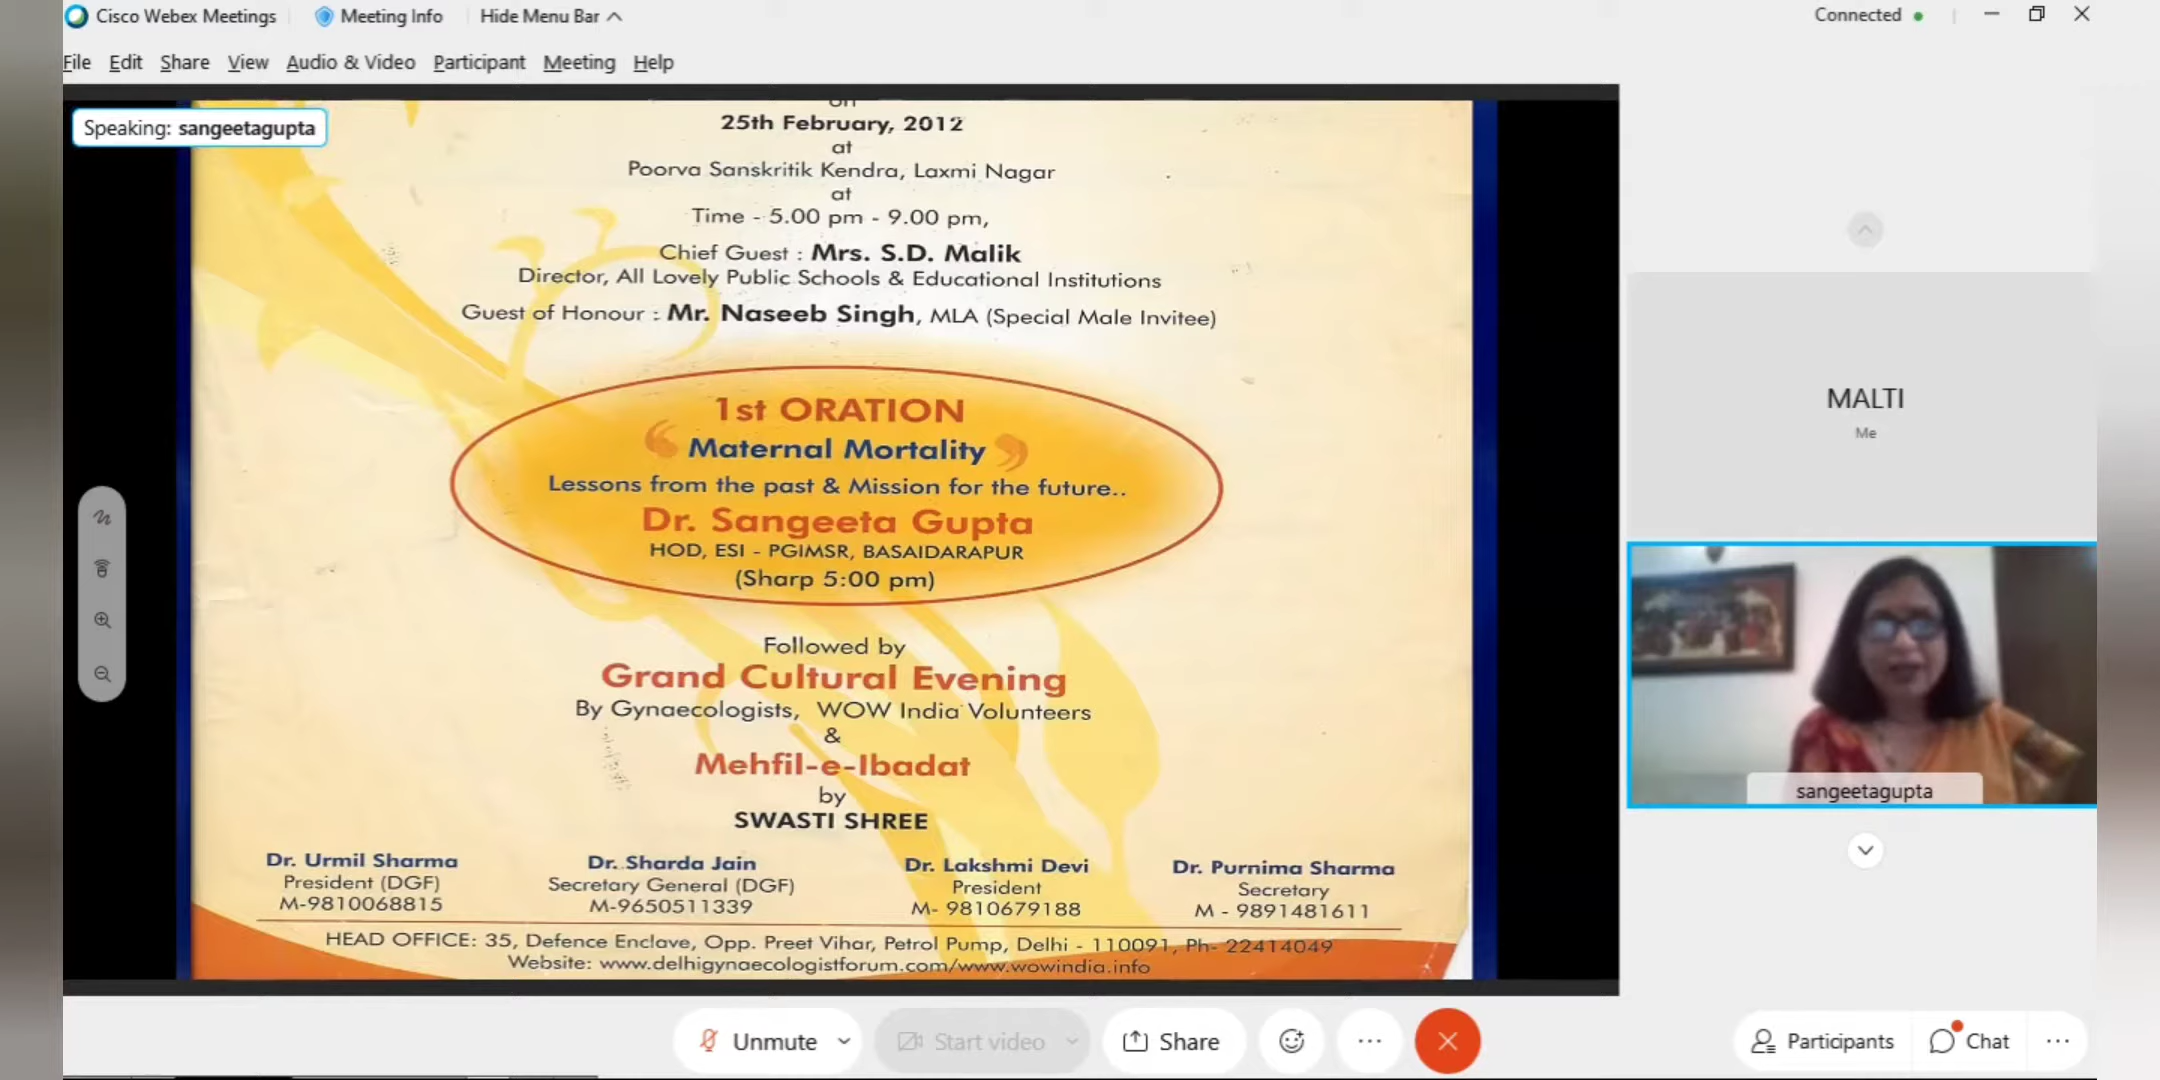 Cisco Webex Meetings
Meeting Info
Hide Menu Bar
Connected
File Edit Share View Audio & Video Participant Meeting Help
Speaking: sangeetagupta
on
25th February, 2012
at
Poorva Sanskritik Kendra, Laxmi Nagar
at
Time - 5.00 pm - 9.00 pm,
Chief Guest : Mrs. S.D. Malik
Director, All Lovely Public Schools & Educational Institutions
Guest of Honour : Mr. Naseeb Singh, MLA (Special Male Invitee)
1st ORATION
“ Maternal Mortality ”
Lessons from the past & Mission for the future..
Dr. Sangeeta Gupta
HOD, ESI - PGIMSR, BASAIDARAPUR
(Sharp 5:00 pm)
Followed by
Grand Cultural Evening
By Gynaecologists, WOW India Volunteers
&
Mehfil-e-Ibadat
by
SWASTI SHREE
Dr. Urmil Sharma
President (DGF)
M-9810068815
Dr. Sharda Jain
Secretary General (DGF)
M-9650511339
Dr. Lakshmi Devi
President
M- 9810679188
Dr. Purnima Sharma
Secretary
M - 9891481611
HEAD OFFICE: 35, Defence Enclave, Opp. Preet Vihar, Petrol Pump, Delhi - 110091, Ph- 22414049
Website: www.delhigynaecologistforum.com/www.wowindia.info
MALTI
Me
sangeetagupta
Unmute
Start video
Share
Participants
Chat